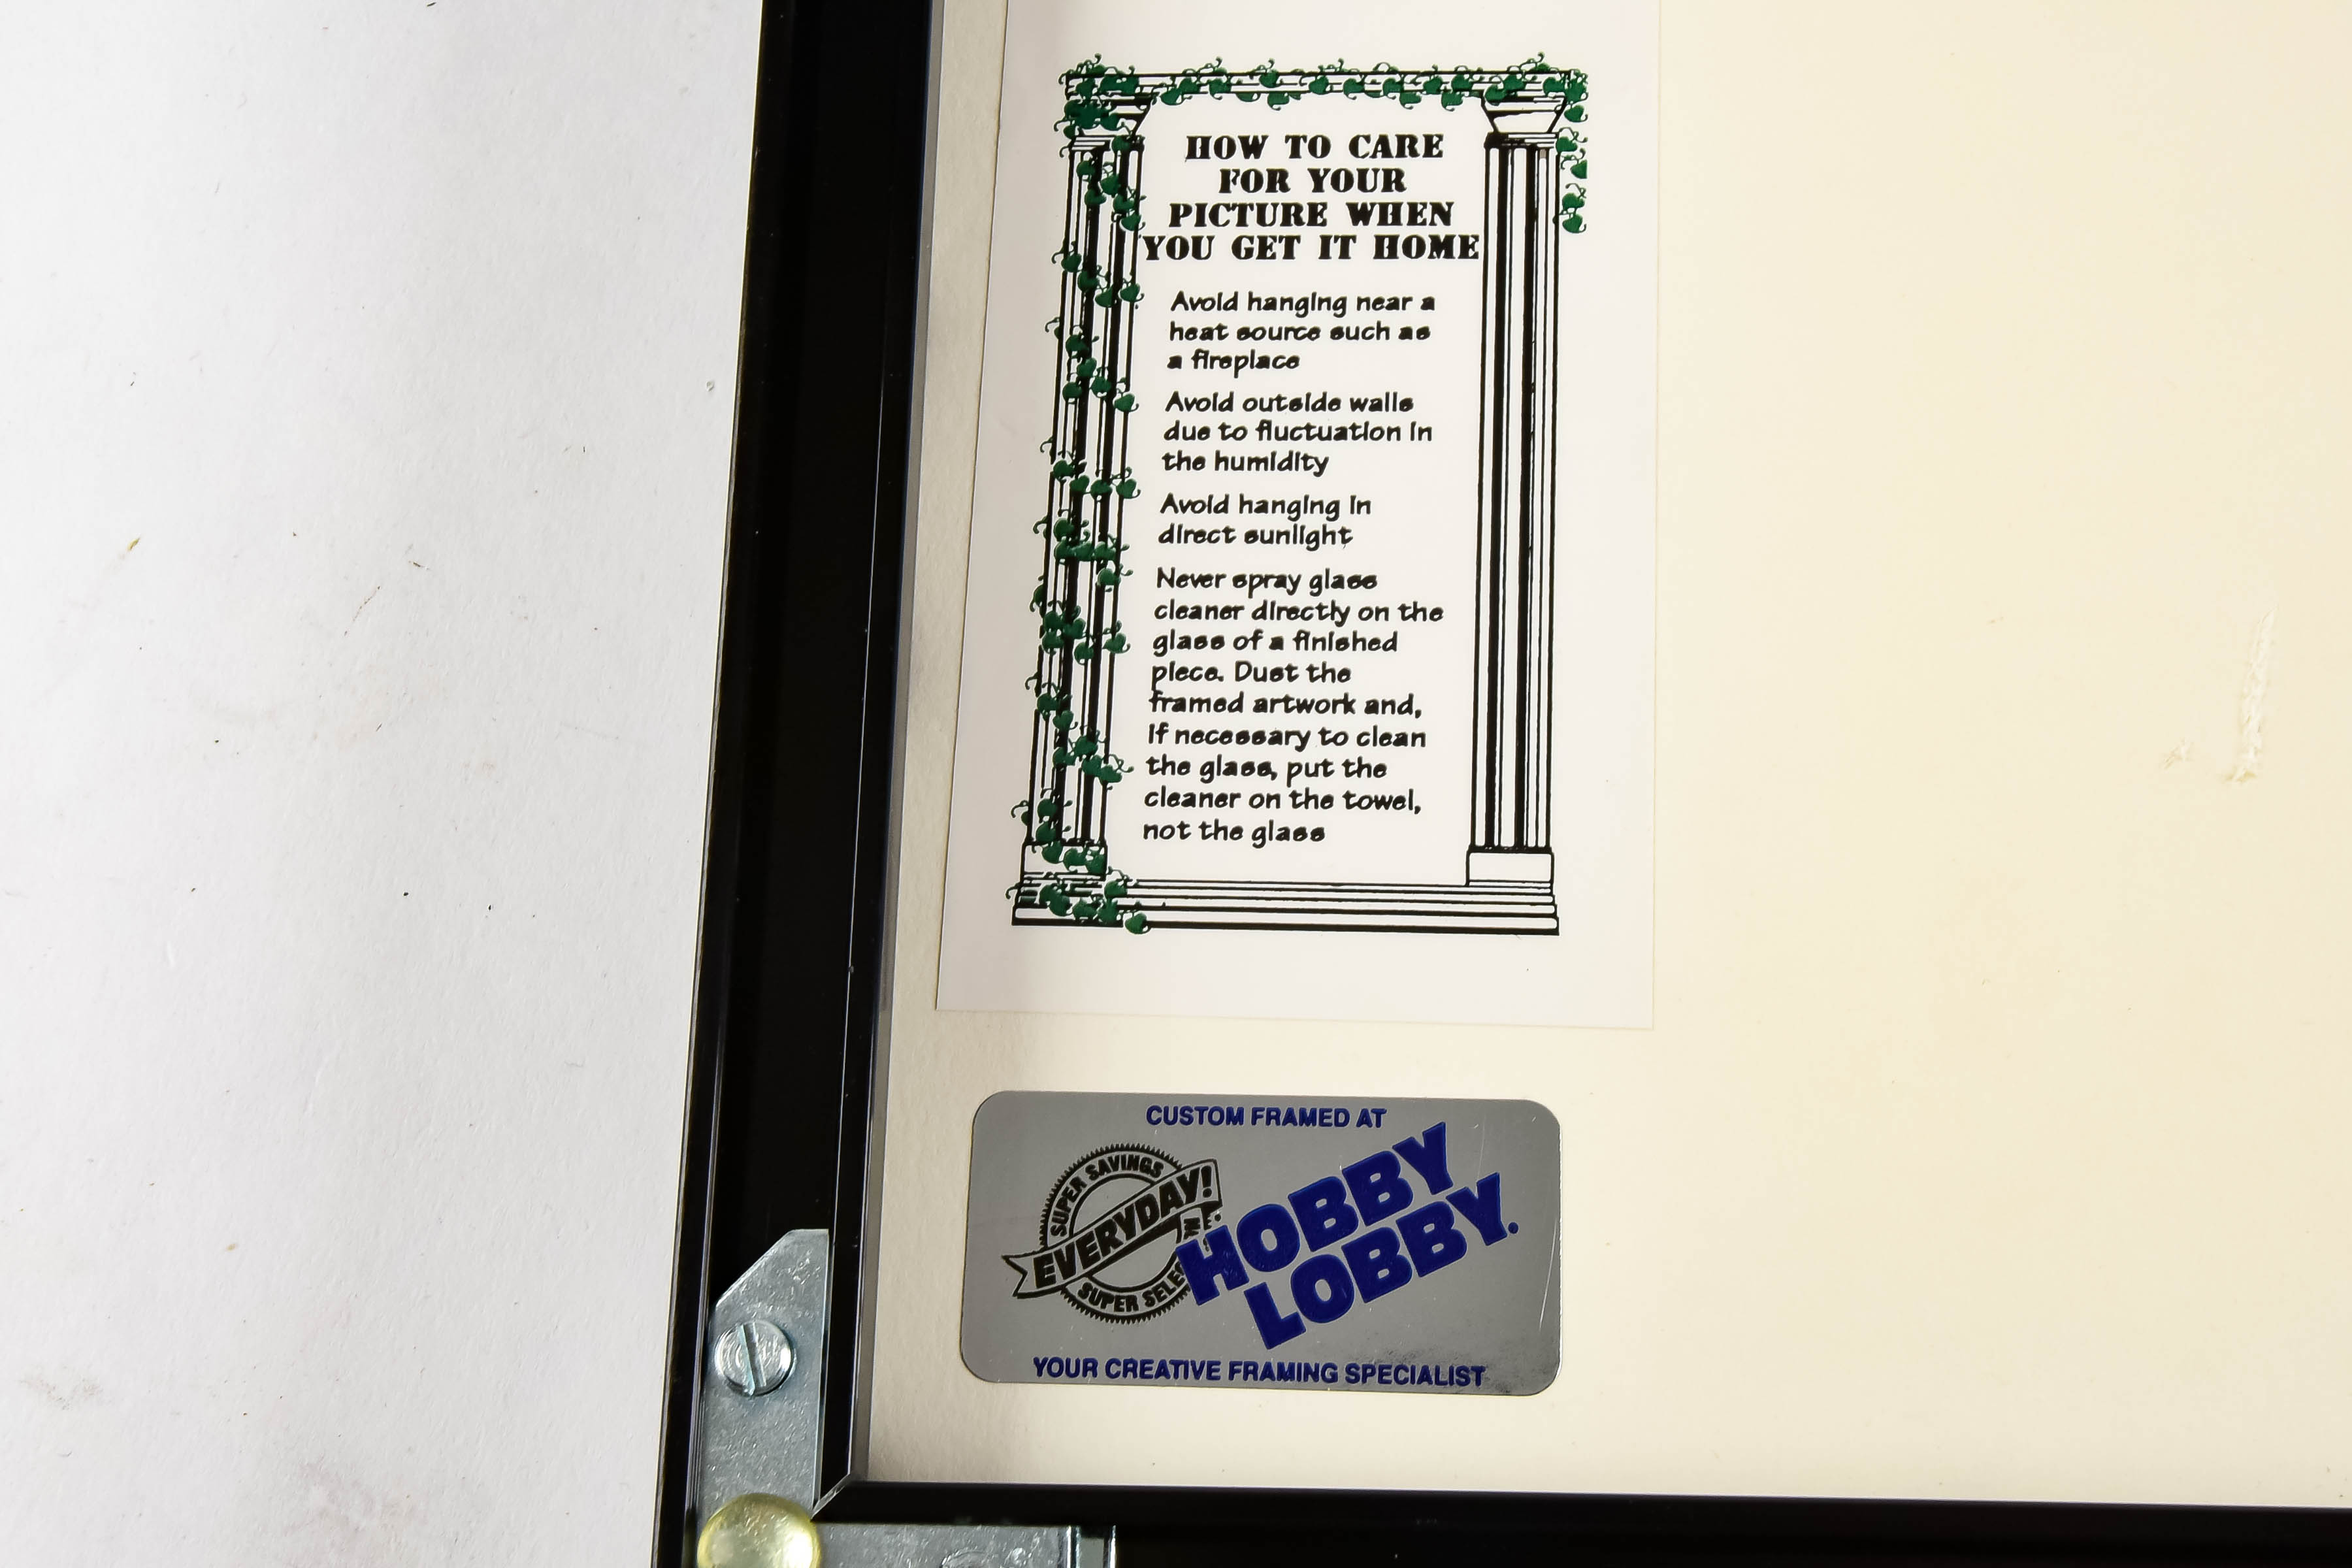 HOW TO CARE
FOR YOUR
PICTURE WHEN
YOU GET IT HOME
Avoid hanging near a
heat source such as
a fireplace
Avoid outside walls
due to fluctuation in
the humidity
Avoid hanging in
direct sunlight
Never spray glass
cleaner directly on the
glass of a finished
piece. Dust the
framed artwork and,
if necessary to clean
the glass, put the
cleaner on the towel,
not the glass
CUSTOM FRAMED AT
SUPER SAVINGS
EVERYDAY!
SUPER SELE
HOBBY
LOBBY.
YOUR CREATIVE FRAMING SPECIALIST